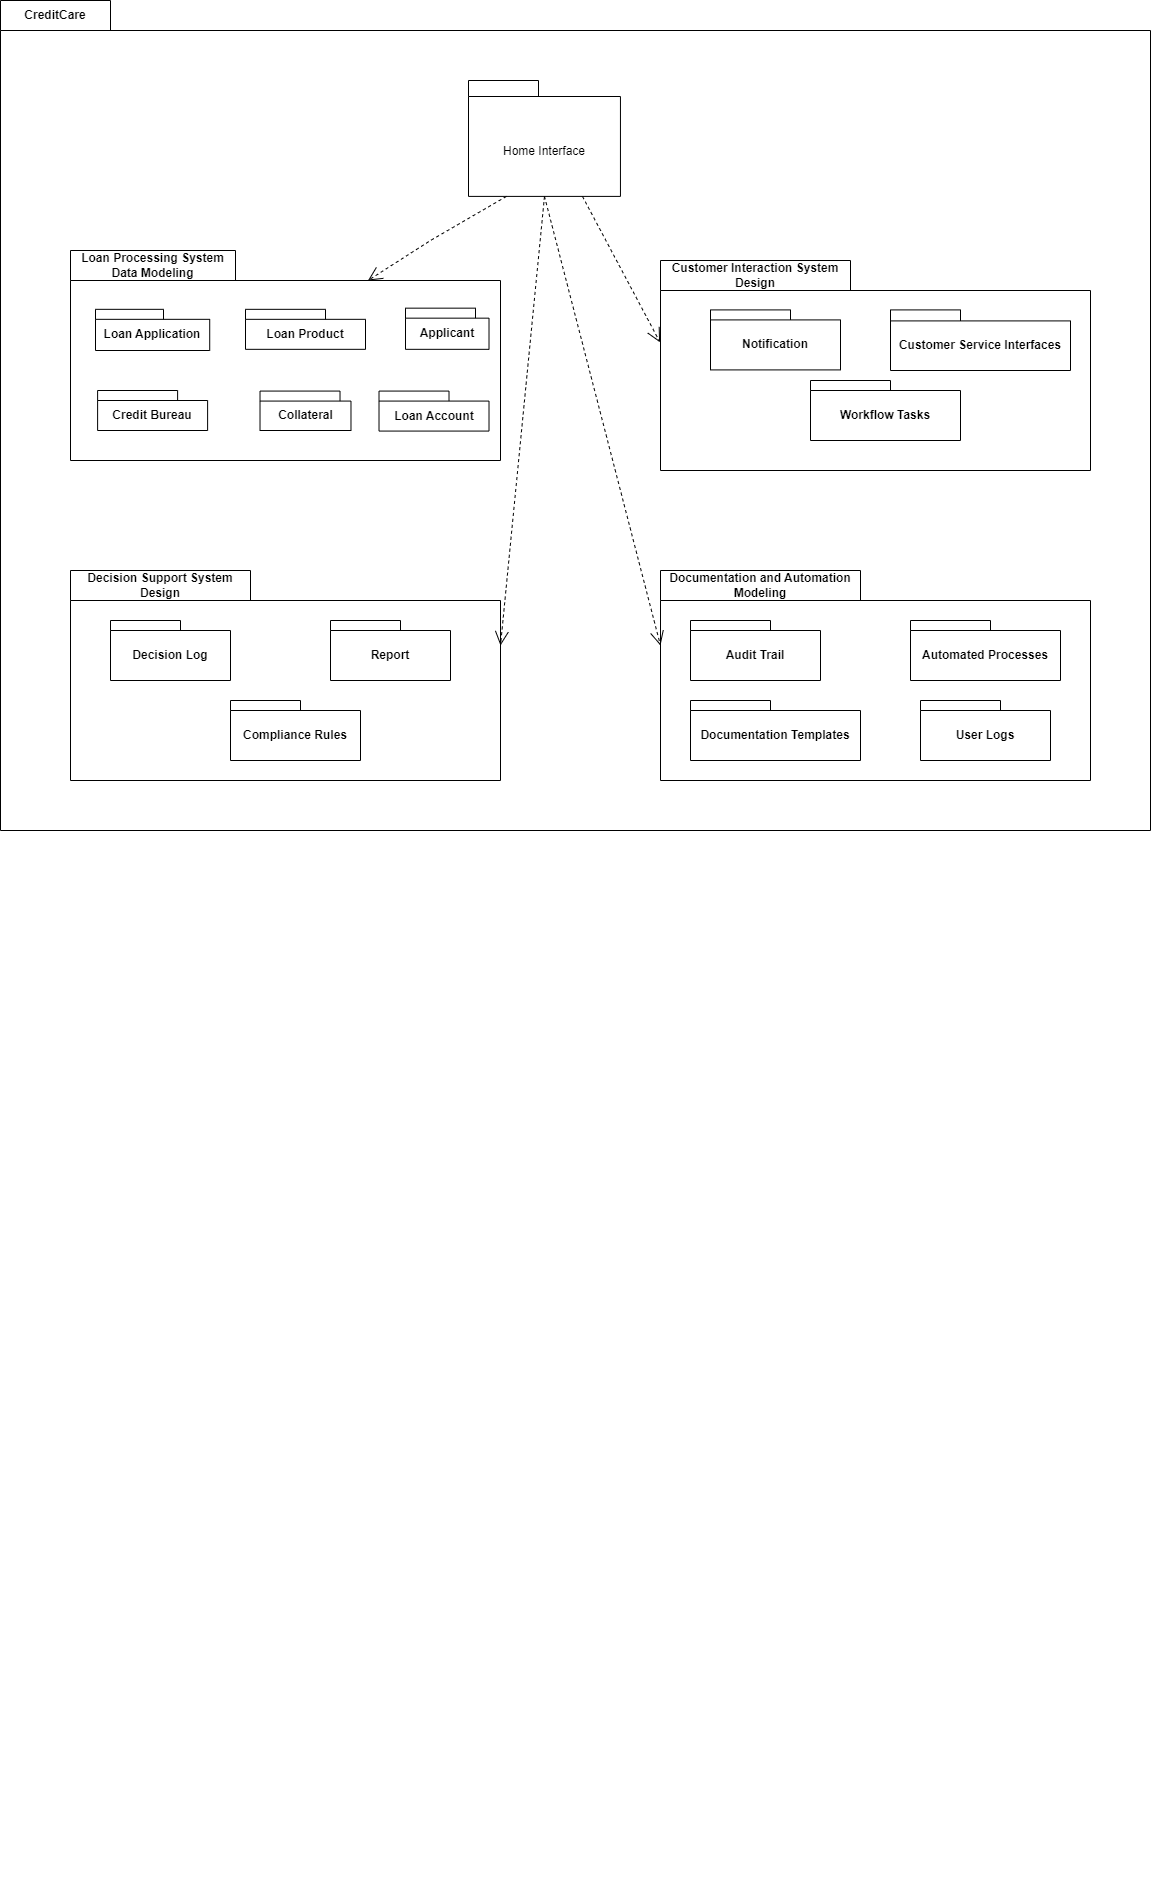 CreditCare
Home Interface
Loan Processing System
Data Modeling
Loan Application
Loan Product
Applicant
Credit Bureau
Collateral
Loan Account
Customer Interaction System
Design
Notification
Customer Service Interfaces
Workflow Tasks
Decision Support System
Design
Decision Log
Report
Compliance Rules
Documentation and Automation
Modeling
Audit Trail
Automated Processes
Documentation Templates
User Logs